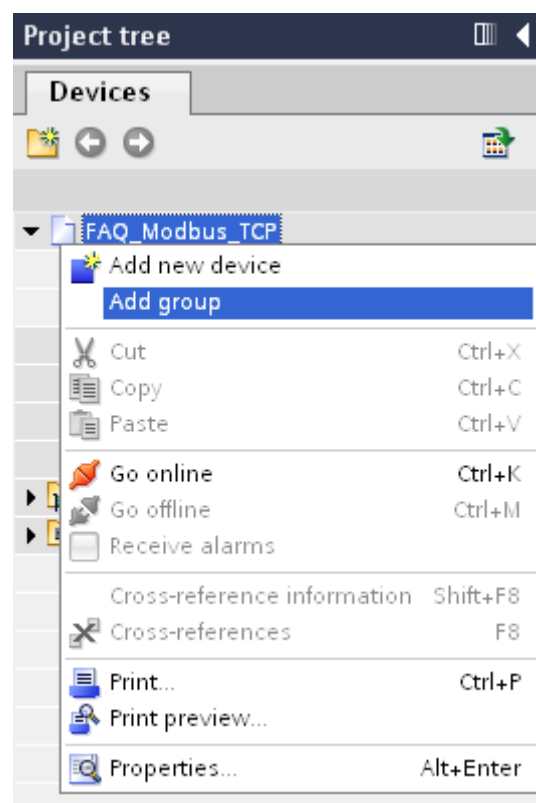 Project tree
Devices
FAQ_Modbus_TCP
Add new device
Add group
Cut Ctrl+X
Copy Ctrl+C
Paste Ctrl+V
Go online Ctrl+K
Go offline Ctrl+M
Receive alarms
Cross-reference information Shift+F8
Cross-references F8
Print... Ctrl+P
Print preview...
Properties... Alt+Enter